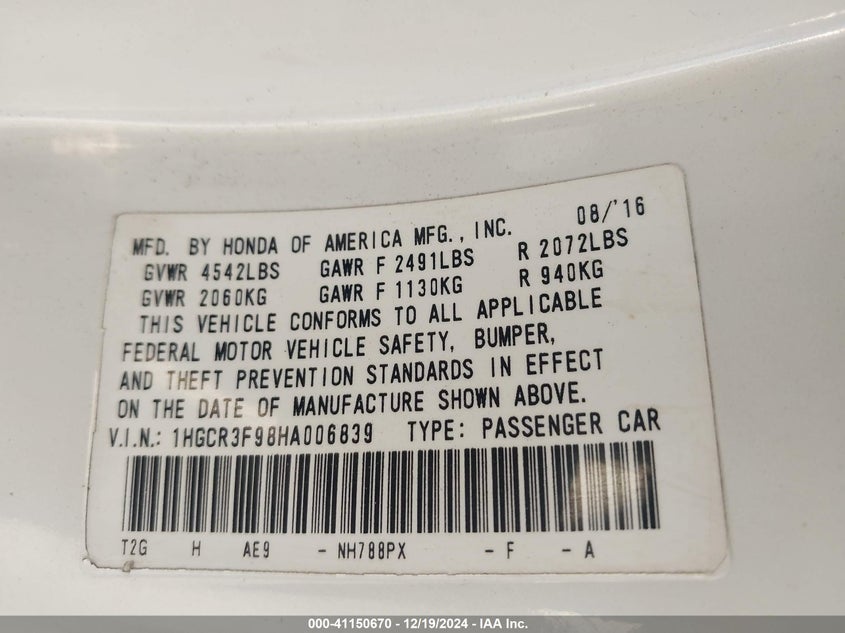 MFD. BY HONDA OF AMERICA MFG., INC. 08/'16
GVWR 4542LBS GAWR F 2491LBS R 2072LBS
GVWR 2060KG GAWR F 1130KG R 940KG
THIS VEHICLE CONFORMS TO ALL APPLICABLE
FEDERAL MOTOR VEHICLE SAFETY, BUMPER,
AND THEFT PREVENTION STANDARDS IN EFFECT
ON THE DATE OF MANUFACTURE SHOWN ABOVE.
V.I.N.: 1HGCR3F98HA006839 TYPE: PASSENGER CAR
T2G H AE9 - NH788PX - F - A
000-41150670 - 12/19/2024 - IAA Inc.